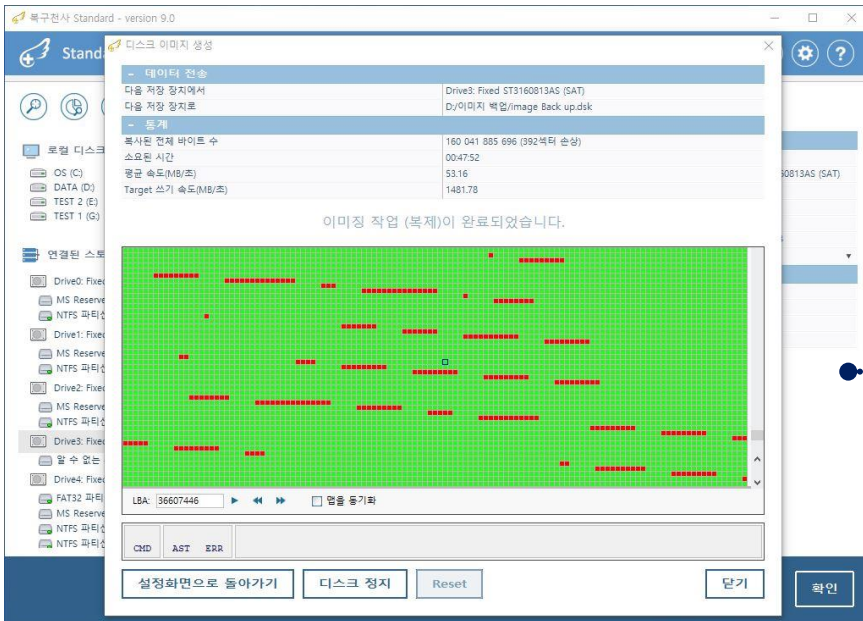 복구천사 Standard - version 9.0
Stand
디스크 이미지 생성
– 데이터 전송
다음 저장 장치에서 Drive3: Fixed ST3160813AS (SAT)
다음 저장 장치로 D:/이미지 백업/image Back up.dsk
– 통계
복사된 전체 바이트 수 160 041 885 696 (392섹터 손상)
소요된 시간 00:47:52
평균 속도(MB/초) 53.16
Target 쓰기 속도(MB/초) 1481.78
이미징 작업 (복제)이 완료되었습니다.
로컬 디스크
OS (C:)
DATA (D:)
TEST 2 (E:)
TEST 1 (G:)
연결된 스토
Drive0: Fixed
MS Reserve
NTFS 파티션
Drive1: Fixed
MS Reserve
NTFS 파티션
Drive2: Fixed
MS Reserve
NTFS 파티션
Drive3: Fixed
알 수 없는
Drive4: Fixed
FAT32 파티
MS Reserve
NTFS 파티션
NTFS 파티션
60813AS (SAT)
LBA: 36607446 맵을 동기화
CMD AST ERR
설정화면으로 돌아가기 디스크 정지 Reset 닫기
확인